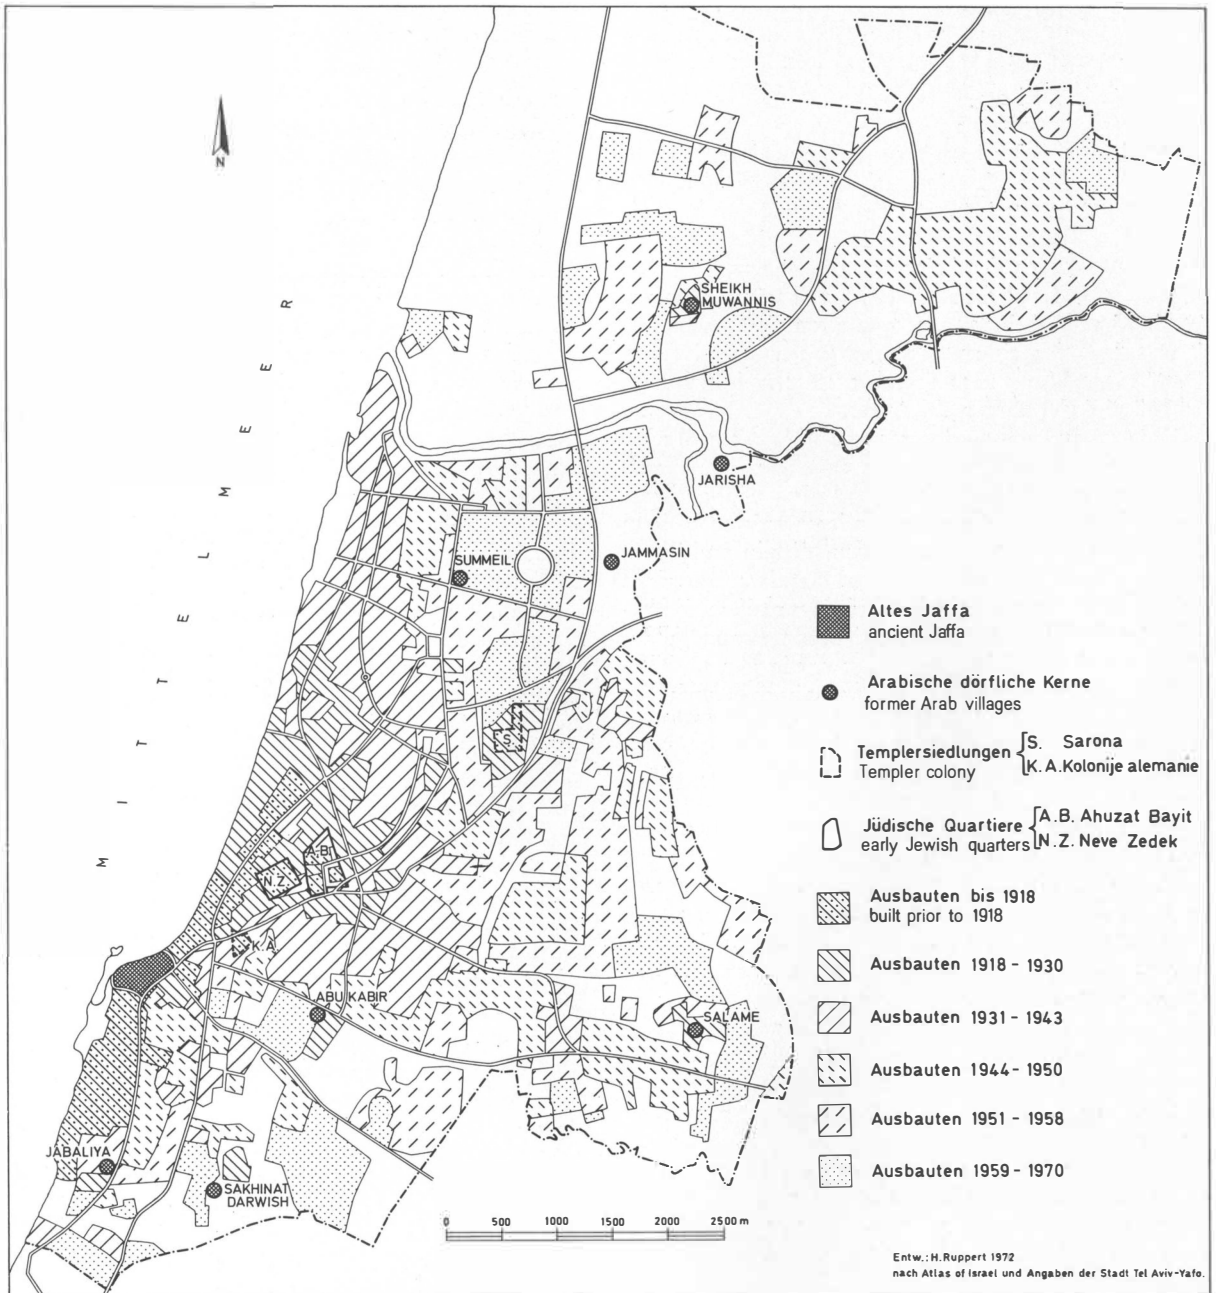 N
MITTELMEER
SHEIKH
MUWANNIS
JARISHA
JAMMASIN
SUMMEIL
S.
A.B.
N.Z.
K.A.
ABU KABIR
SALAME
JABALIYA
SAKHINAT
DARWISH
Altes Jaffa
ancient Jaffa
Arabische dörfliche Kerne
former Arab villages
Templersiedlungen
Templer colony
S. Sarona
K.A.Kolonije alemanie
Jüdische Quartiere
early Jewish quarters
A.B. Ahuzat Bayit
N.Z. Neve Zedek
Ausbauten bis 1918
built prior to 1918
Ausbauten 1918 - 1930
Ausbauten 1931 - 1943
Ausbauten 1944 - 1950
Ausbauten 1951 - 1958
Ausbauten 1959 - 1970
0 500 1000 1500 2000 2500 m
Entw.: H.Ruppert 1972
nach Atlas of Israel und Angaben der Stadt Tel Aviv-Yafo.